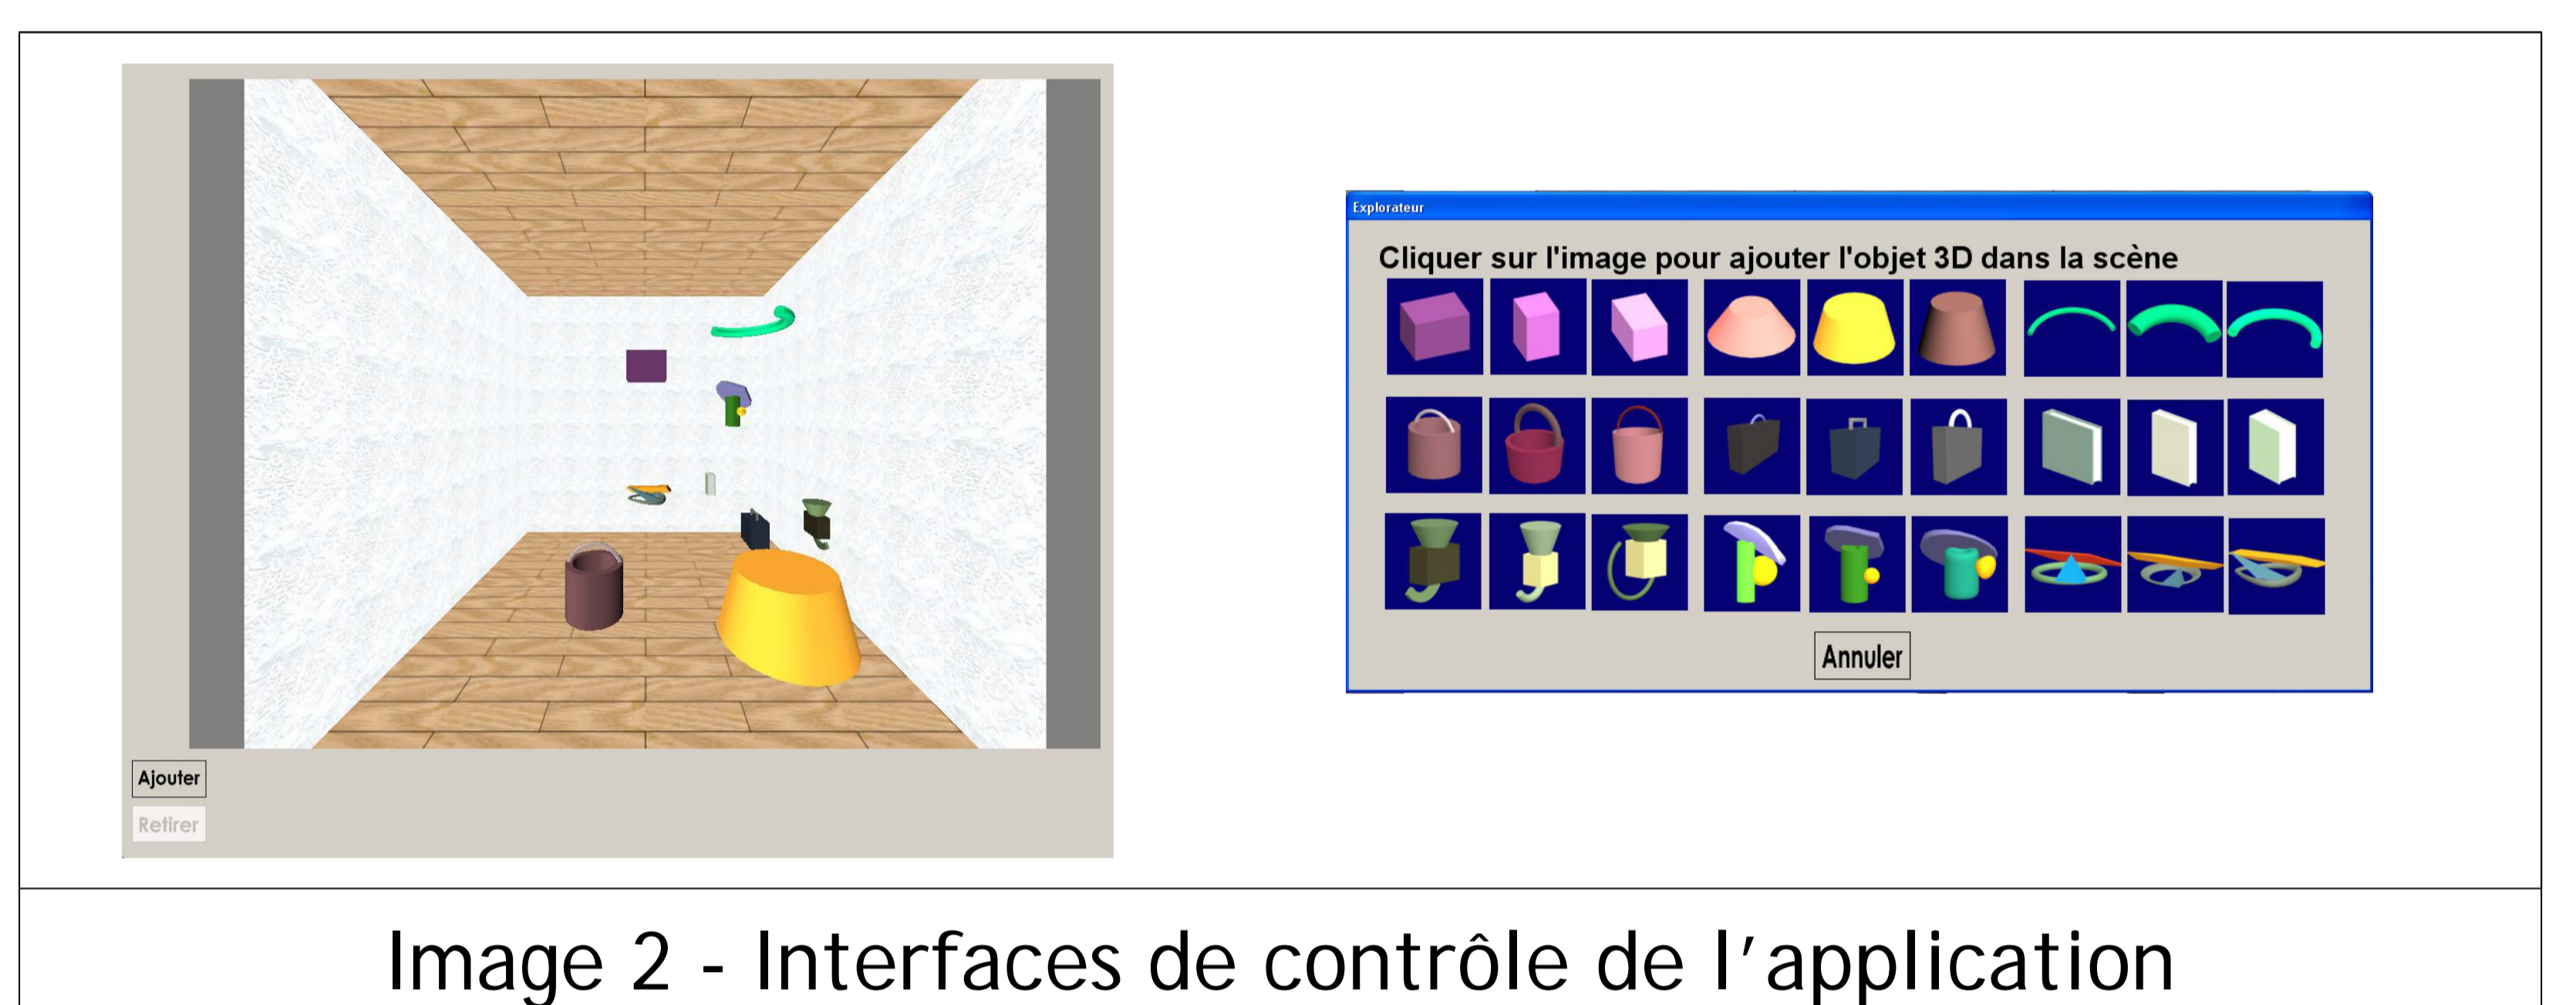 Explorateur
Cliquer sur l'image pour ajouter l'objet 3D dans la scène
Annuler
Ajouter
Retirer
Image 2 - Interfaces de contrôle de l'application